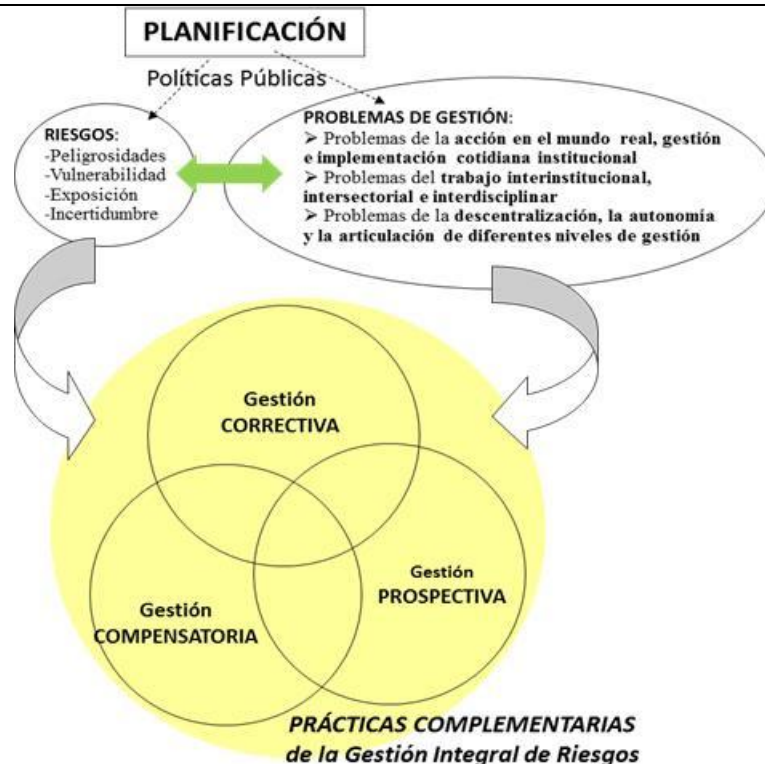 PLANIFICACIÓN
Políticas Públicas
RIESGOS:
-Peligrosidades
-Vulnerabilidad
-Exposición
-Incertidumbre
PROBLEMAS DE GESTIÓN:
➢ Problemas de la acción en el mundo real, gestión
e implementación cotidiana institucional
➢ Problemas del trabajo interinstitucional,
intersectorial e interdisciplinar
➢ Problemas de la descentralización, la autonomía
y la articulación de diferentes niveles de gestión
Gestión
CORRECTIVA
Gestión
COMPENSATORIA
Gestión
PROSPECTIVA
PRÁCTICAS COMPLEMENTARIAS
de la Gestión Integral de Riesgos